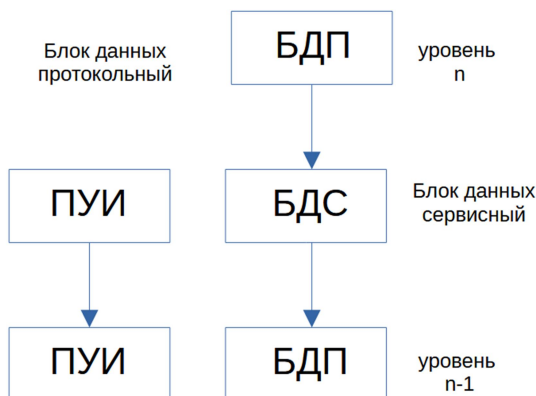 Блок данных
протокольный
БДП
уровень
n
ПУИ
БДС
Блок данных
сервисный
ПУИ
БДП
уровень
n-1